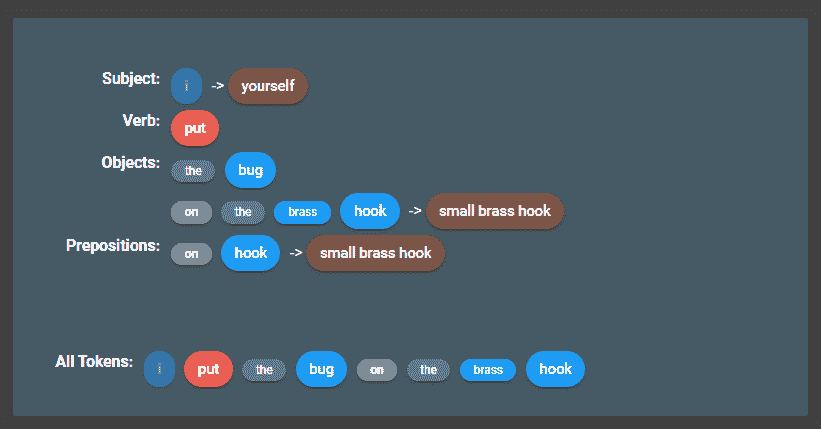 Subject: i -> yourself
Verb: put
Objects: the bug
on the brass hook -> small brass hook
Prepositions: on hook -> small brass hook
All Tokens: i put the bug on the brass hook